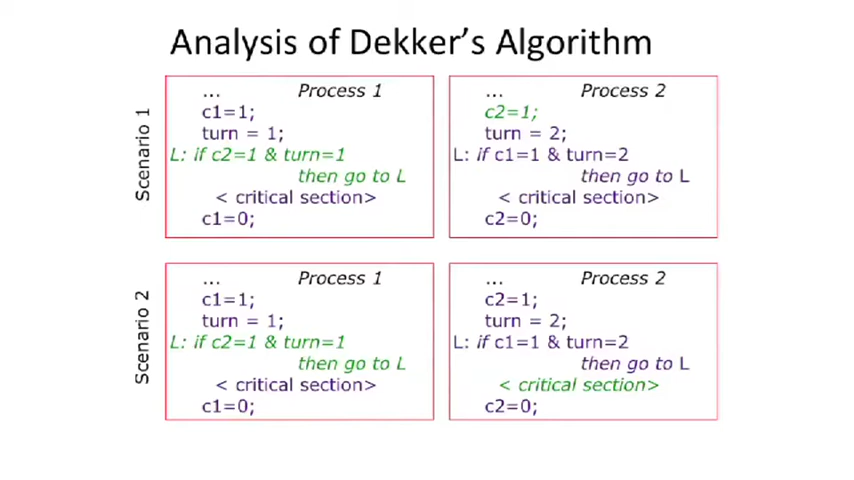 Analysis of Dekker's Algorithm
Scenario 1
... Process 1
c1=1;
turn = 1;
L: if c2=1 & turn=1
then go to L
< critical section>
c1=0;
... Process 2
c2=1;
turn = 2;
L: if c1=1 & turn=2
then go to L
< critical section>
c2=0;
Scenario 2
... Process 1
c1=1;
turn = 1;
L: if c2=1 & turn=1
then go to L
< critical section>
c1=0;
... Process 2
c2=1;
turn = 2;
L: if c1=1 & turn=2
then go to L
< critical section>
c2=0;